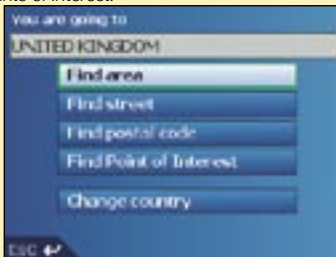 You are going to
UNITED KINGDOM
Find area
Find street
Find postal code
Find Point of Interest
Change country
ESC